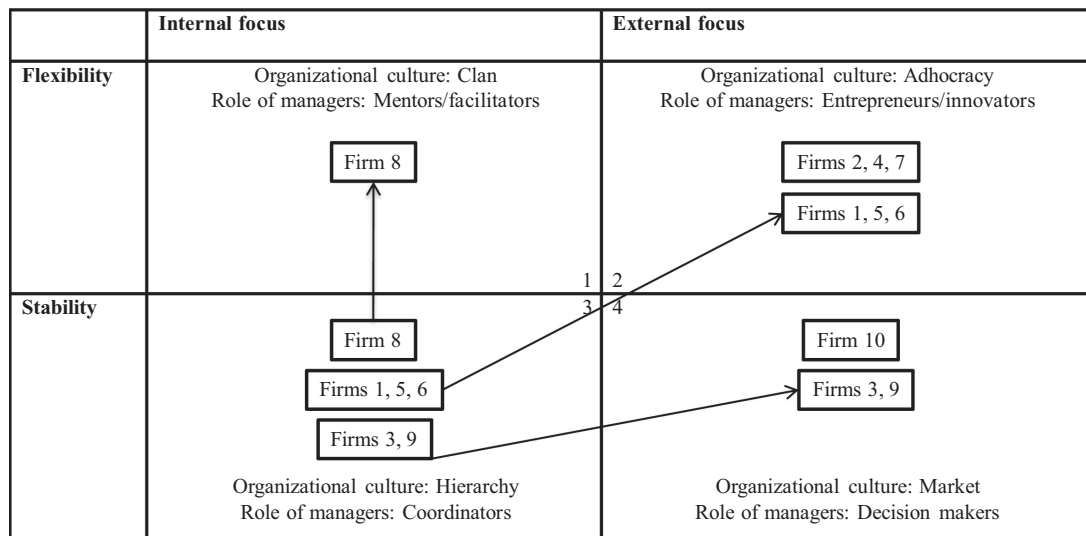 Internal focus
External focus
Flexibility
Organizational culture: Clan
Role of managers: Mentors/facilitators
Organizational culture: Adhocracy
Role of managers: Entrepreneurs/innovators
Firm 8
Firms 2, 4, 7
Firms 1, 5, 6
1
2
Stability
3
4
Firm 8
Firm 10
Firms 1, 5, 6
Firms 3, 9
Firms 3, 9
Organizational culture: Hierarchy
Role of managers: Coordinators
Organizational culture: Market
Role of managers: Decision makers